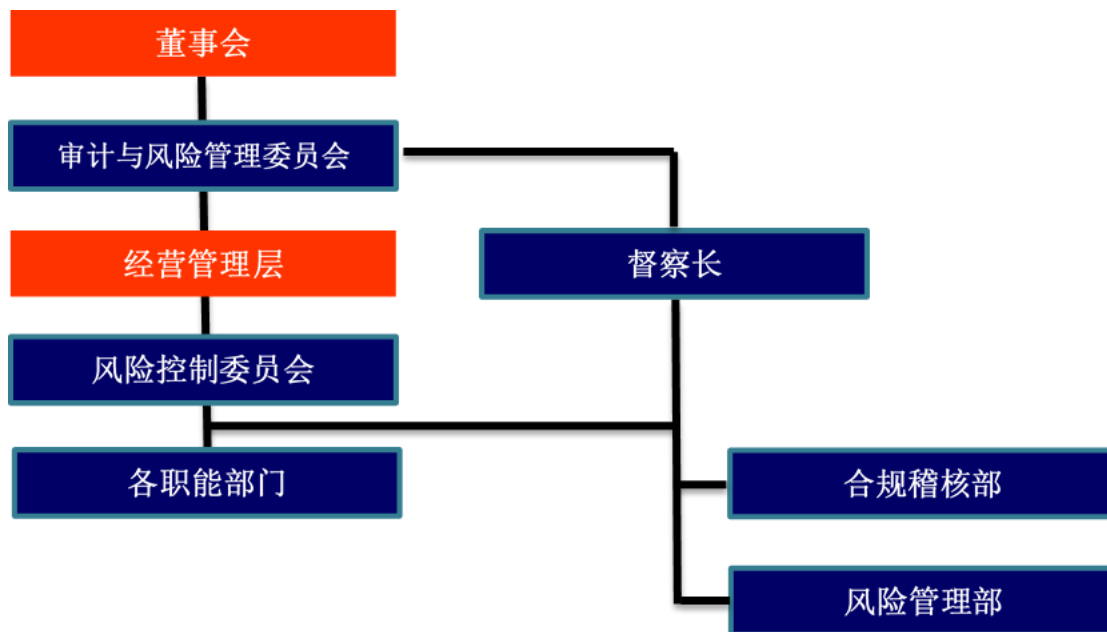 董事会
审计与风险管理委员会
经营管理层
督察长
风险控制委员会
各职能部门
合规稽核部
风险管理部